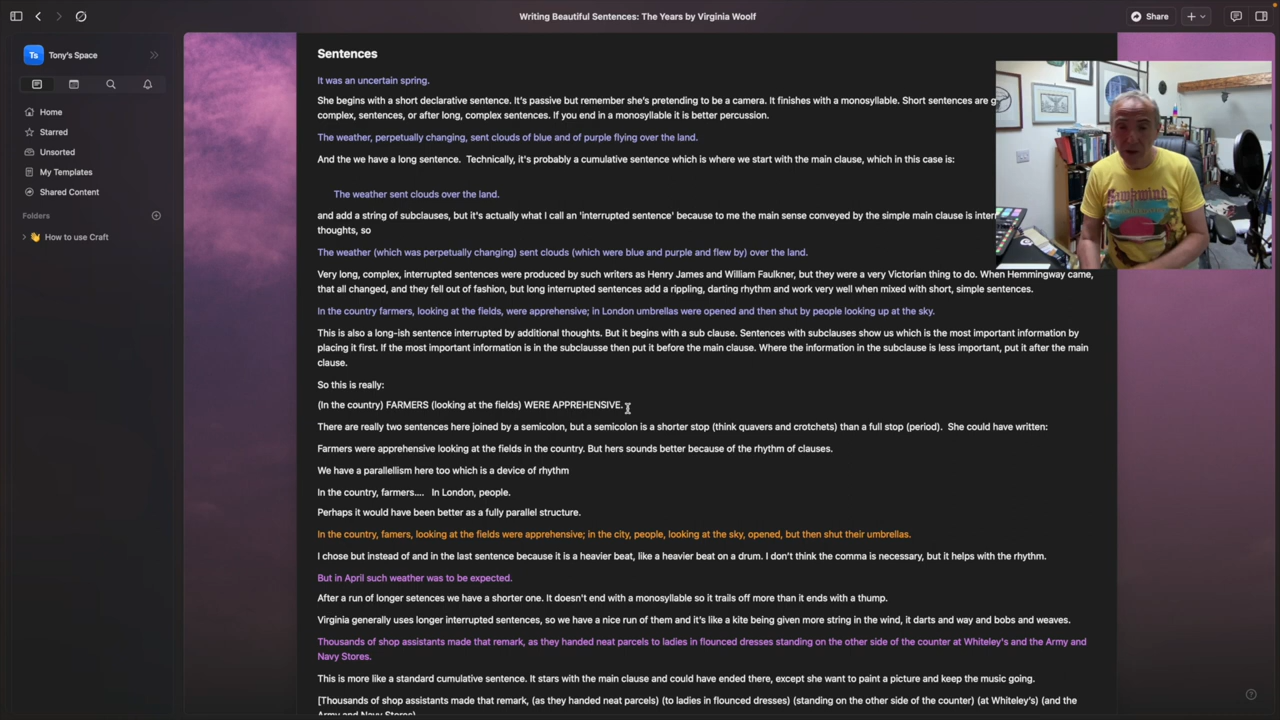 Writing Beautiful Sentences: The Years by Virginia Woolf
Share
Ts
Tony's Space
Home
Starred
Unsorted
My Templates
Shared Content
Folders
👋 How to use Craft
Sentences
It was an uncertain spring.
She begins with a short declarative sentence. It's passive but remember she's pretending to be a camera. It finishes with a monosyllable. Short sentences are
complex, sentences, or after long, complex sentences. If you end in a monosyllable it is better percussion.
The weather, perpetually changing, sent clouds of blue and of purple flying over the land.
And the we have a long sentence. Technically, it's probably a cumulative sentence which is where we start with the main clause, which in this case is:
The weather sent clouds over the land.
and add a string of subclauses, but it's actually what I call an 'interrupted sentence' because to me the main sense conveyed by the simple main clause is
thoughts, so
The weather (which was perpetually changing) sent clouds (which were blue and purple and flew by) over the land.
Very long, complex, interrupted sentences were produced by such writers as Henry James and William Faulkner, but they were a very Victorian thing to do. When Hemmingway came,
that all changed, and they fell out of fashion, but long interrupted sentences add a rippling, darting rhythm and work very well when mixed with short, simple sentences.
In the country farmers, looking at the fields, were apprehensive; in London umbrellas were opened and then shut by people looking up at the sky.
This is also a long-ish sentence interrupted by additional thoughts. But it begins with a sub clause. Sentences with subclauses show us which is the most important information by
placing it first. If the most important information is in the subclausse then put it before the main clause. Where the information in the subclause is less important, put it after the main
clause.
So this is really:
(In the country) FARMERS (looking at the fields) WERE APPREHENSIVE.
There are really two sentences here joined by a semicolon, but a semicolon is a shorter stop (think quavers and crotchets) than a full stop (period). She could have written:
Farmers were apprehensive looking at the fields in the country. But hers sounds better because of the rhythm of clauses.
We have a parallellism here too which is a device of rhythm
In the country, farmers.... In London, people.
Perhaps it would have been better as a fully parallel structure.
In the country, famers, looking at the fields were apprehensive; in the city, people, looking at the sky, opened, but then shut their umbrellas.
I chose but instead of and in the last sentence because it is a heavier beat, like a heavier beat on a drum. I don't think the comma is necessary, but it helps with the rhythm.
But in April such weather was to be expected.
After a run of longer setences we have a shorter one. It doesn't end with a monosyllable so it trails off more than it ends with a thump.
Virginia generally uses longer interrupted sentences, so we have a nice run of them and it's like a kite being given more string in the wind, it darts and way and bobs and weaves.
Thousands of shop assistants made that remark, as they handed neat parcels to ladies in flounced dresses standing on the other side of the counter at Whiteley's and the Army and
Navy Stores.
This is more like a standard cumulative sentence. It stars with the main clause and could have ended there, except she want to paint a picture and keep the music going.
[Thousands of shop assistants made that remark, (as they handed neat parcels) (to ladies in flounced dresses) (standing on the other side of the counter) (at Whiteley's) (and the
Army and Navy Stores)